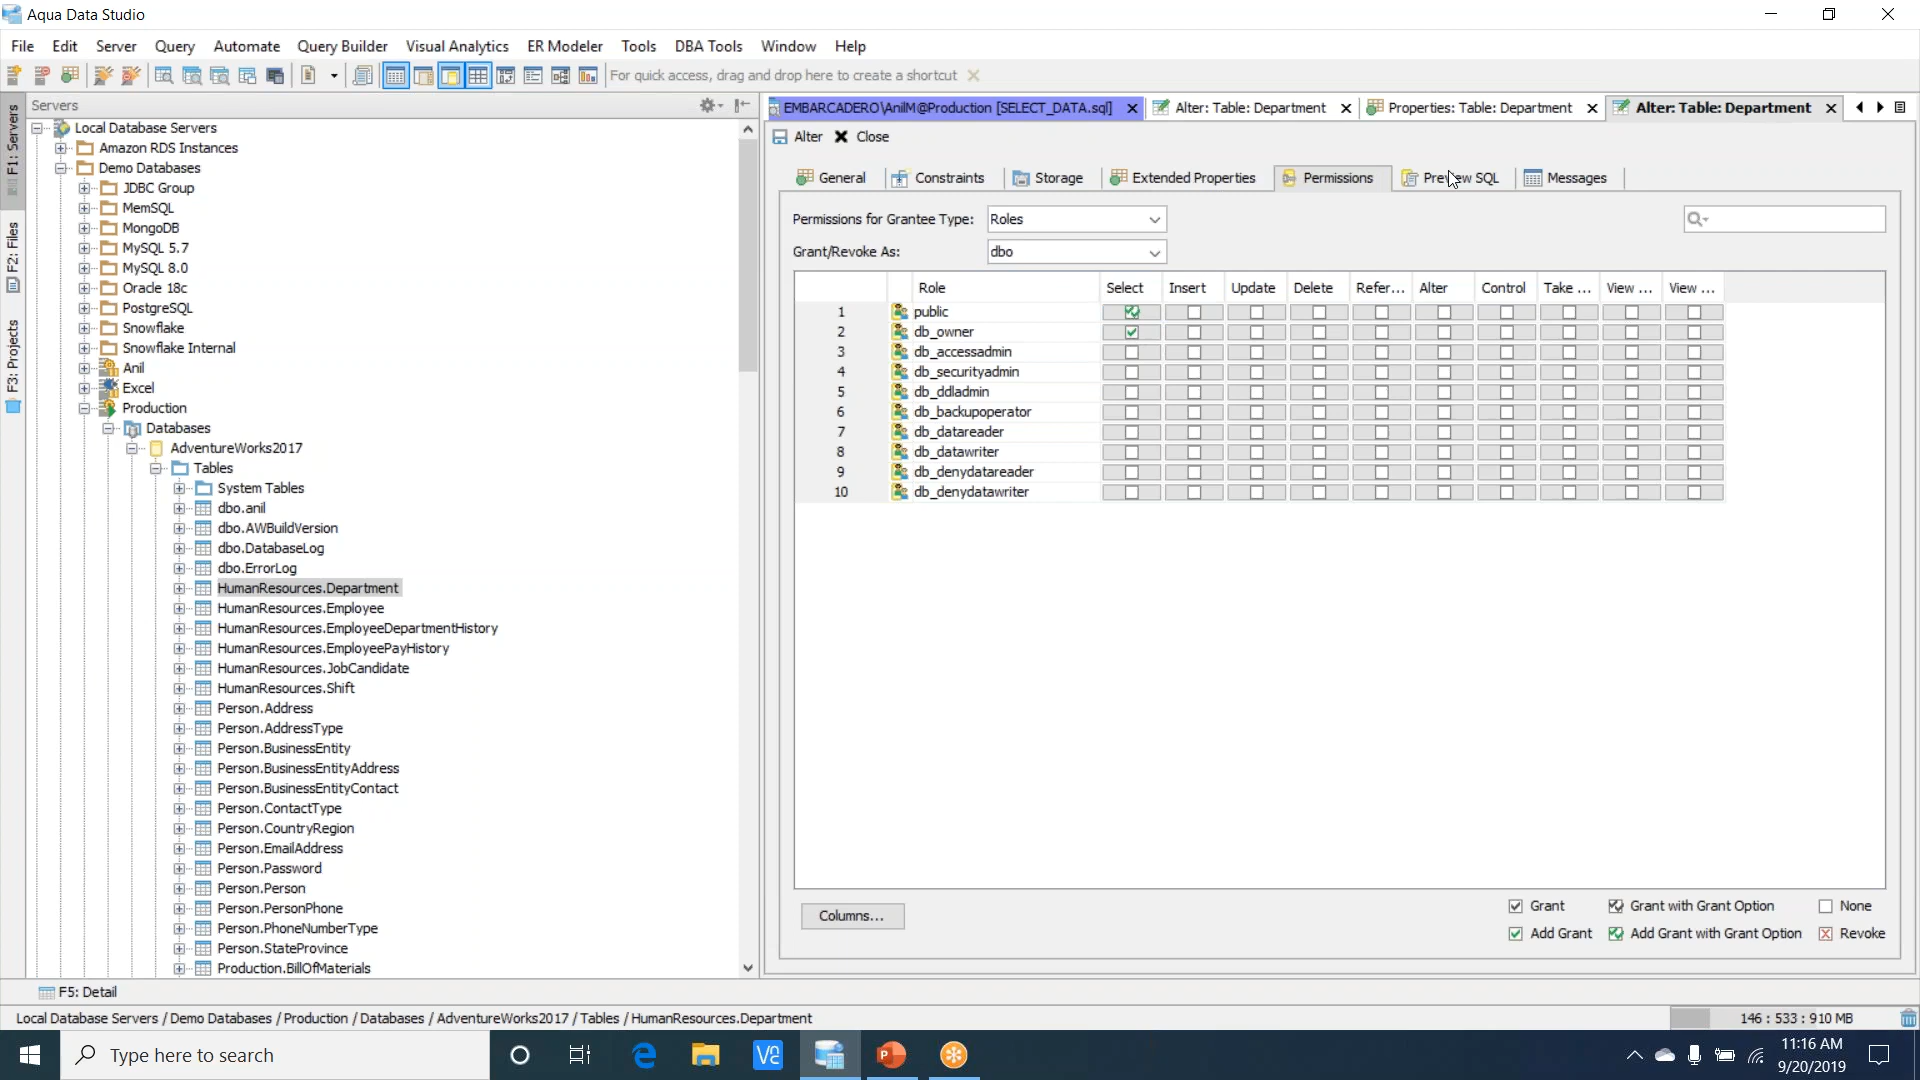 Aqua Data Studio
File Edit Server Query Automate Query Builder Visual Analytics ER Modeler Tools DBA Tools Window Help
For quick access, drag and drop here to create a shortcut
F1: Servers
F2: Files
F3: Projects
Servers
Local Database Servers
Amazon RDS Instances
Demo Databases
JDBC Group
MemSQL
MongoDB
MySQL 5.7
MySQL 8.0
Oracle 18c
PostgreSQL
Snowflake
Snowflake Internal
Anil
Excel
Production
Databases
AdventureWorks2017
Tables
System Tables
dbo.anil
dbo.AWBuildVersion
dbo.DatabaseLog
dbo.ErrorLog
HumanResources.Department
HumanResources.Employee
HumanResources.EmployeeDepartmentHistory
HumanResources.EmployeePayHistory
HumanResources.JobCandidate
HumanResources.Shift
Person.Address
Person.AddressType
Person.BusinessEntity
Person.BusinessEntityAddress
Person.BusinessEntityContact
Person.ContactType
Person.CountryRegion
Person.EmailAddress
Person.Password
Person.Person
Person.PersonPhone
Person.PhoneNumberType
Person.StateProvince
Production.BillOfMaterials
EMBARCADERO\AnilM@Production [SELECT_DATA.sql] Alter: Table: Department Properties: Table: Department Alter: Table: Department
Alter Close
General Constraints Storage Extended Properties Permissions Preview SQL Messages
Permissions for Grantee Type: Roles
Grant/Revoke As: dbo
Role Select Insert Update Delete Refer... Alter Control Take ... View ... View ...
1 public
2 db_owner
3 db_accessadmin
4 db_securityadmin
5 db_ddladmin
6 db_backupoperator
7 db_datareader
8 db_datawriter
9 db_denydatareader
10 db_denydatawriter
Columns...
Grant Grant with Grant Option None
Add Grant Add Grant with Grant Option Revoke
F5: Detail
Local Database Servers / Demo Databases / Production / Databases / AdventureWorks2017 / Tables / HumanResources.Department
146 : 533 : 910 MB
Type here to search
11:16 AM
9/20/2019